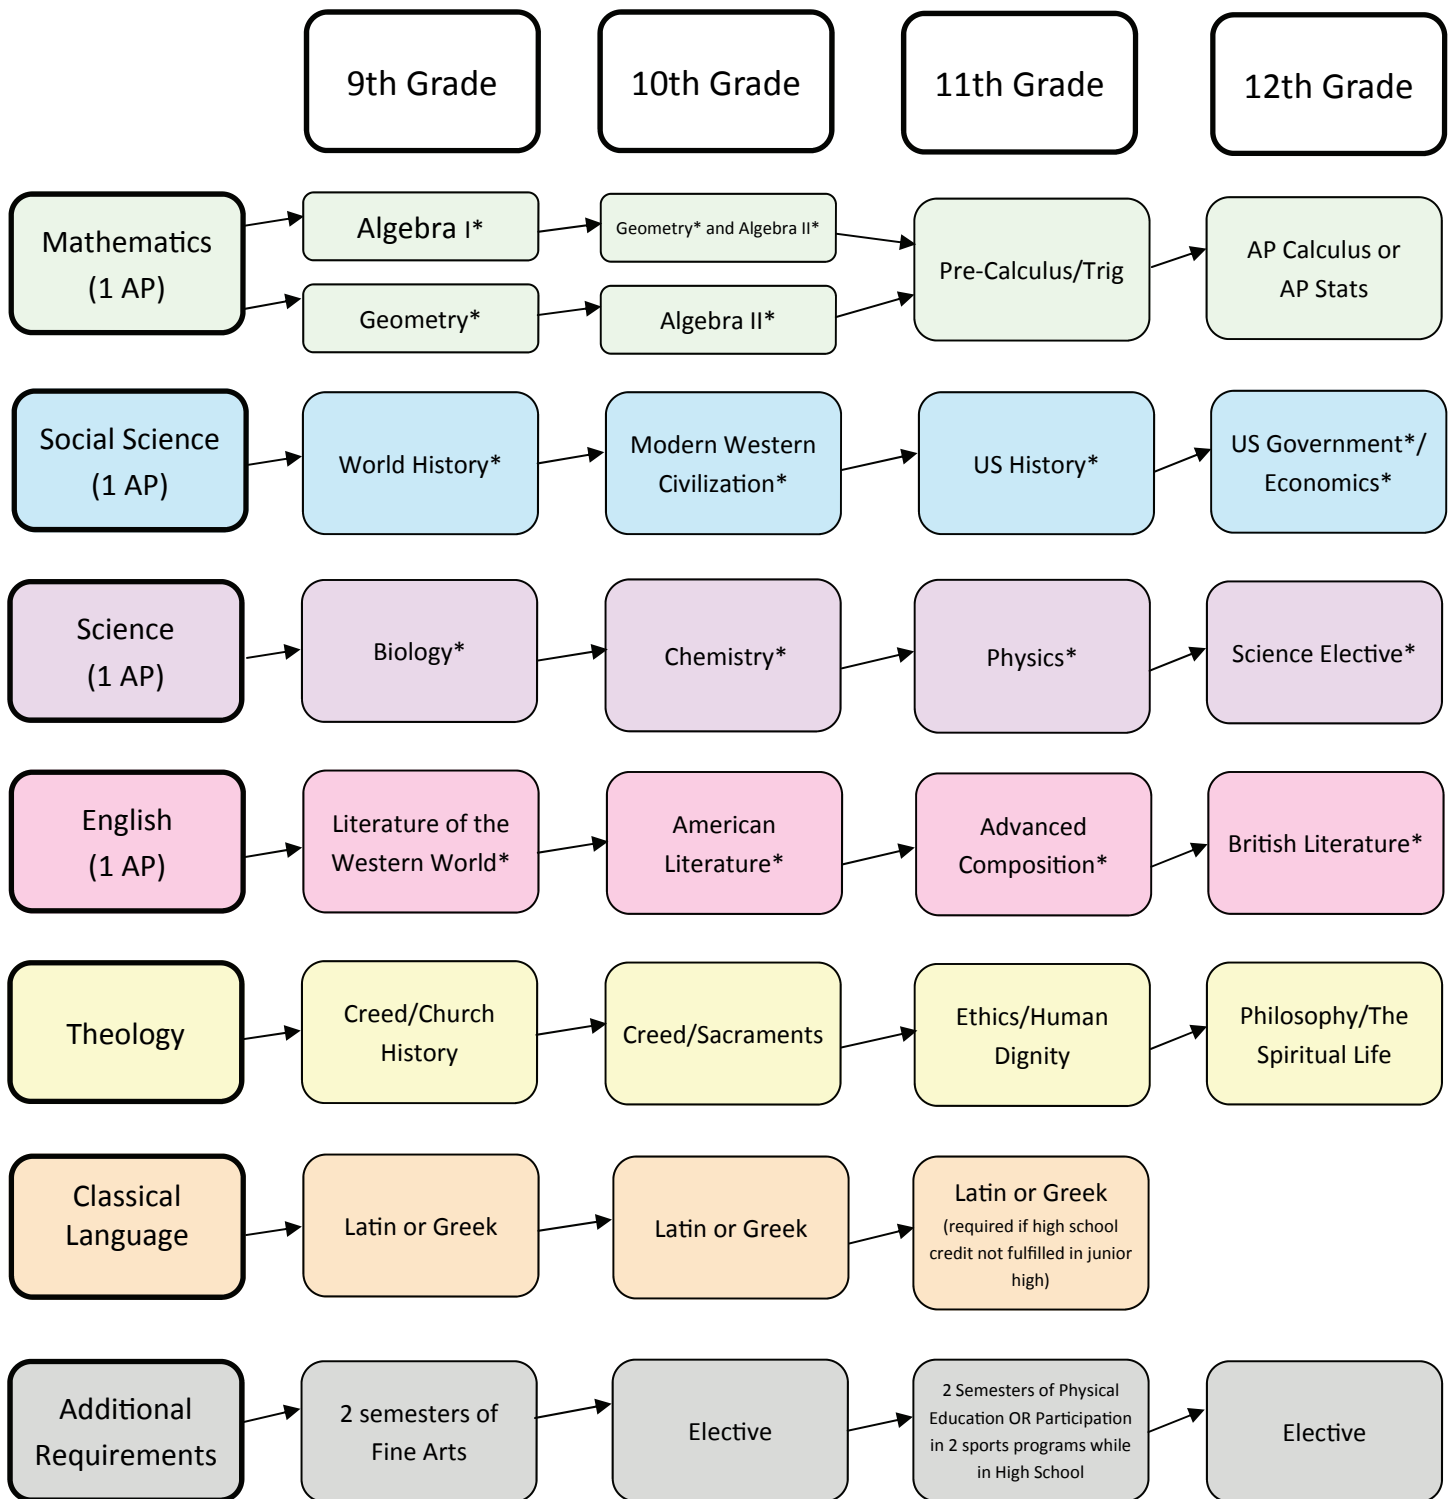 9th Grade
10th Grade
11th Grade
12th Grade
Mathematics
(1 AP)
Algebra I*
Geometry* and Algebra II*
Geometry*
Algebra II*
Pre-Calculus/Trig
AP Calculus or
AP Stats
Social Science
(1 AP)
World History*
Modern Western
Civilization*
US History*
US Government*/
Economics*
Science
(1 AP)
Biology*
Chemistry*
Physics*
Science Elective*
English
(1 AP)
Literature of the
Western World*
American
Literature*
Advanced
Composition*
British Literature*
Theology
Creed/Church
History
Creed/Sacraments
Ethics/Human
Dignity
Philosophy/The
Spiritual Life
Classical
Language
Latin or Greek
Latin or Greek
Latin or Greek
(required if high school
credit not fulfilled in junior
high)
Additional
Requirements
2 semesters of
Fine Arts
Elective
2 Semesters of Physical
Education OR Participation
in 2 sports programs while
in High School
Elective